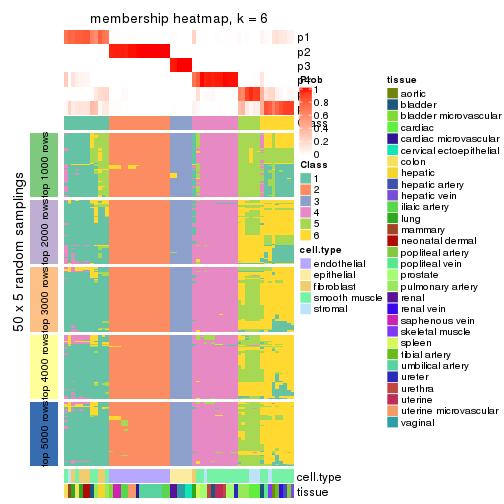 membership heatmap, k = 6
p1
p2
p3
Prob
1
0.8
0.6
0.4
0.2
0
Class
1
2
3
4
5
6
cell.type
endothelial
epithelial
fibroblast
smooth muscle
stromal
tissue
aortic
bladder
bladder microvascular
cardiac
cardiac microvascular
cervical ectoepithelial
colon
hepatic
hepatic artery
hepatic vein
iliaic artery
lung
mammary
neonatal dermal
popliteal artery
popliteal vein
prostate
pulmonary artery
renal
renal vein
saphenous vein
skeletal muscle
spleen
tibial artery
umbilical artery
ureter
urethra
uterine
uterine microvascular
vaginal
50 x 5 random samplings
top 1000 rows
top 2000 rows
top 3000 rows
top 4000 rows
top 5000 rows
cell.type
tissue